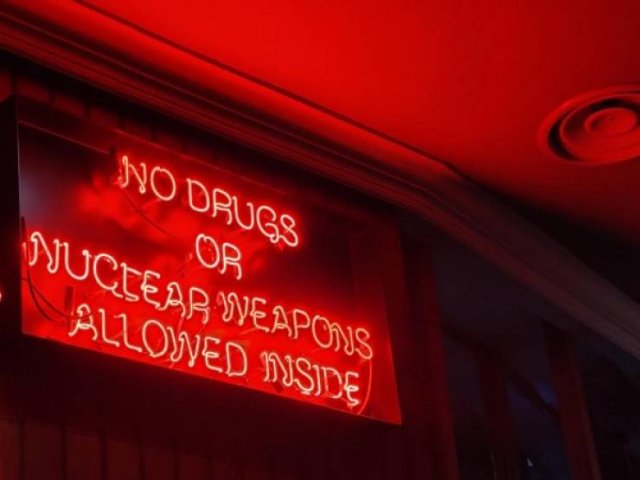 NO DRUGS
OR
NUCLEAR WEAPONS
ALLOWED INSIDE